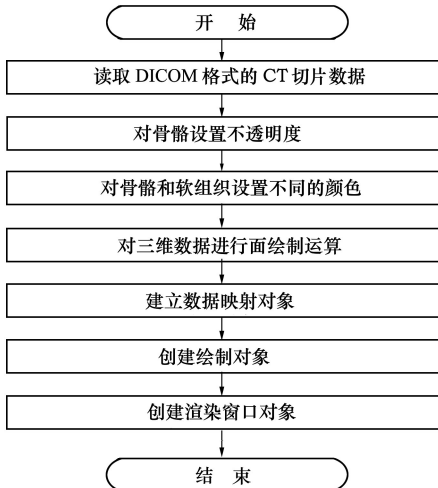 开 始
读取 DICOM 格式的 CT 切片数据
对骨骼设置不透明度
对骨骼和软组织设置不同的颜色
对三维数据进行面绘制运算
建立数据映射对象
创建绘制对象
创建渲染窗口对象
结 束